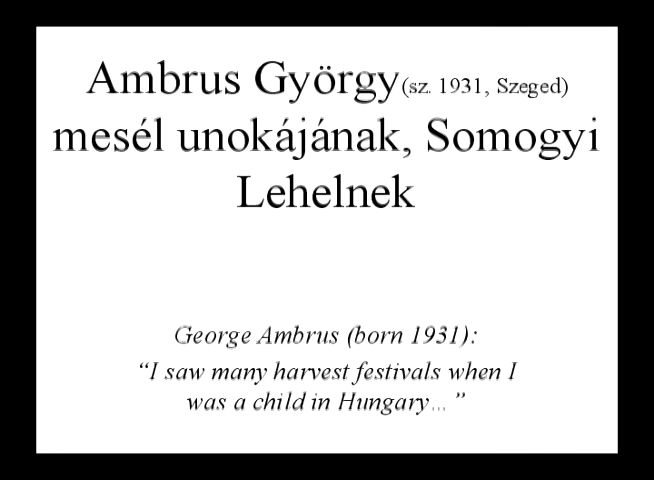 Ambrus György(sz. 1931, Szeged)
mesél unokájának, Somogyi
Lehelnek
George Ambrus (born 1931):
“I saw many harvest festivals when I
was a child in Hungary... ”